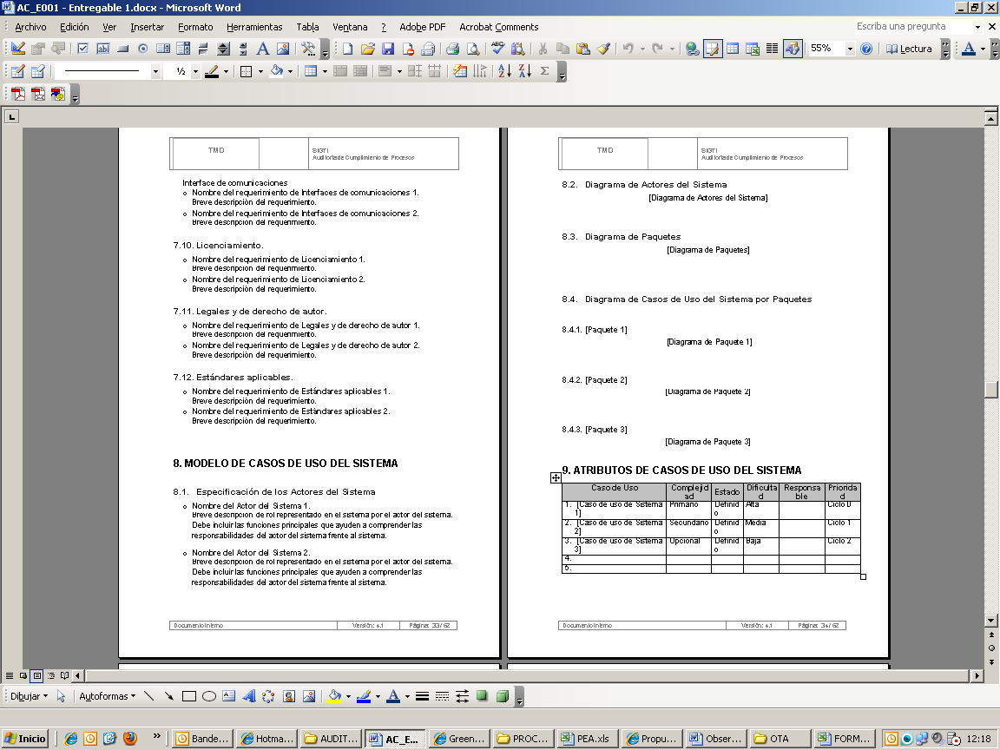 AC_E001 - Entregable 1.docx - Microsoft Word
Archivo Edición Ver Insertar Formato Herramientas Tabla Ventana ? Adobe PDF Acrobat Comments
Escriba una pregunta
55%
Lectura
½
TMD
SIGTI
Auditoria de Cumplimiento de Procesos
Interface de comunicaciones
o Nombre del requerimiento de Interfaces de comunicaciones 1.
Breve descripción del requerimiento.
o Nombre del requerimiento de Interfaces de comunicaciones 2.
Breve descripción del requerimiento.
7.10. Licenciamiento.
o Nombre del requerimiento de Licenciamiento 1.
Breve descripción del requerimiento.
o Nombre del requerimiento de Licenciamiento 2.
Breve descripción del requerimiento.
7.11. Legales y de derecho de autor.
o Nombre del requerimiento de Legales y de derecho de autor 1.
Breve descripción del requerimiento.
o Nombre del requerimiento de Legales y de derecho de autor 2.
Breve descripción del requerimiento.
7.12. Estándares aplicables.
o Nombre del requerimiento de Estándares aplicables 1.
Breve descripción del requerimiento.
o Nombre del requerimiento de Estándares aplicables 2.
Breve descripción del requerimiento.
8. MODELO DE CASOS DE USO DEL SISTEMA
8.1. Especificación de los Actores del Sistema
o Nombre del Actor del Sistema 1.
Breve descripción de rol representado en el sistema por el actor del sistema.
Debe incluir las funciones principales que ayuden a comprender las
responsabilidades del actor del sistema frente al sistema.
o Nombre del Actor del Sistema 2.
Breve descripción de rol representado en el sistema por el actor del sistema.
Debe incluir las funciones principales que ayuden a comprender las
responsabilidades del actor del sistema frente al sistema.
Documento interno Versión: 4.1 Página: 33/ 62
TMD
SIGTI
Auditoria de Cumplimiento de Procesos
8.2. Diagrama de Actores del Sistema
[Diagrama de Actores del Sistema]
8.3. Diagrama de Paquetes
[Diagrama de Paquetes]
8.4. Diagrama de Casos de Uso del Sistema por Paquetes
8.4.1. [Paquete 1]
[Diagrama de Paquete 1]
8.4.2. [Paquete 2]
[Diagrama de Paquete 2]
8.4.3. [Paquete 3]
[Diagrama de Paquete 3]
9. ATRIBUTOS DE CASOS DE USO DEL SISTEMA
Caso de Uso Complejid Estado Dificulta Responsa Priorida
ad d ble d
1. [Caso de uso de Sistema Primario Definid Alta Ciclo 0
1] o
2. [Caso de uso de Sistema Secundario Definid Media Ciclo 1
2] o
3. [Caso de uso de Sistema Opcional Definid Baja Ciclo 2
3] o
4.
5.
Documento interno Versión: 4.1 Página: 34/ 62
Dibujar Autoformas
Inicio » Bande... Hotma... AUDIT... AC_E... Green... PROC... PEA.xls Propu... Obser... OTA FORM... 12:18